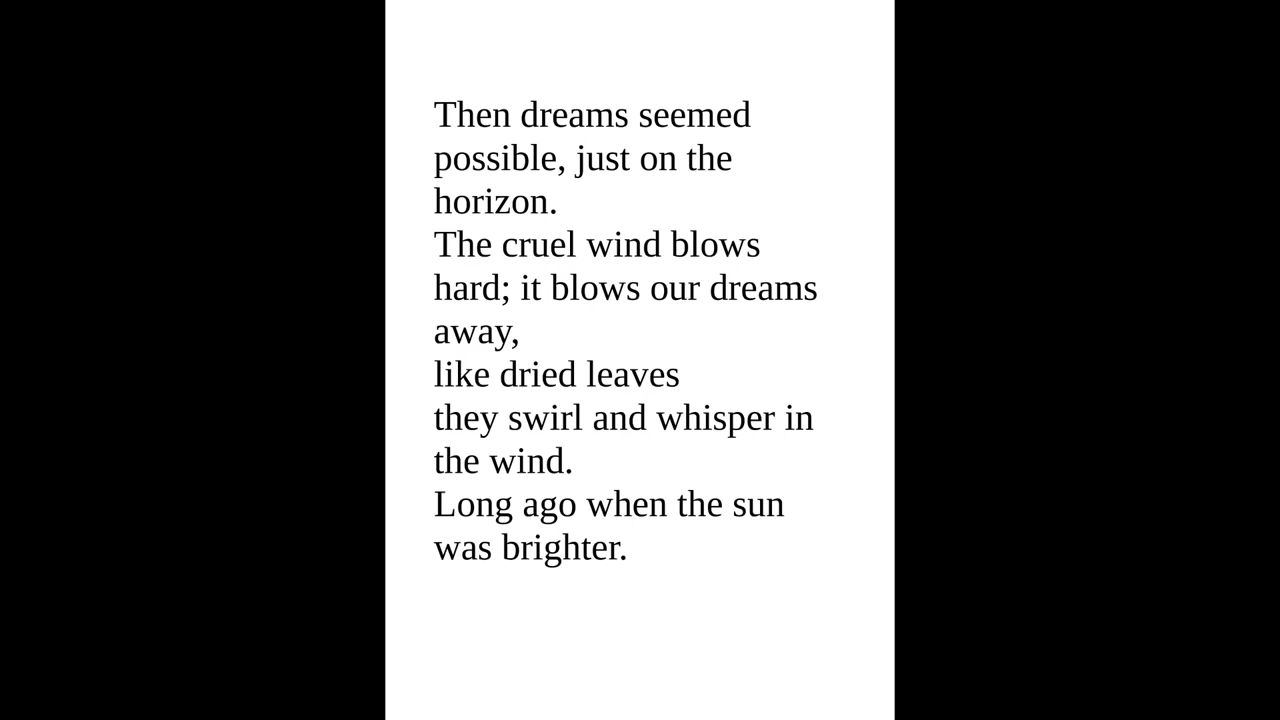 Then dreams seemed
possible, just on the
horizon.
The cruel wind blows
hard; it blows our dreams
away,
like dried leaves
they swirl and whisper in
the wind.
Long ago when the sun
was brighter.